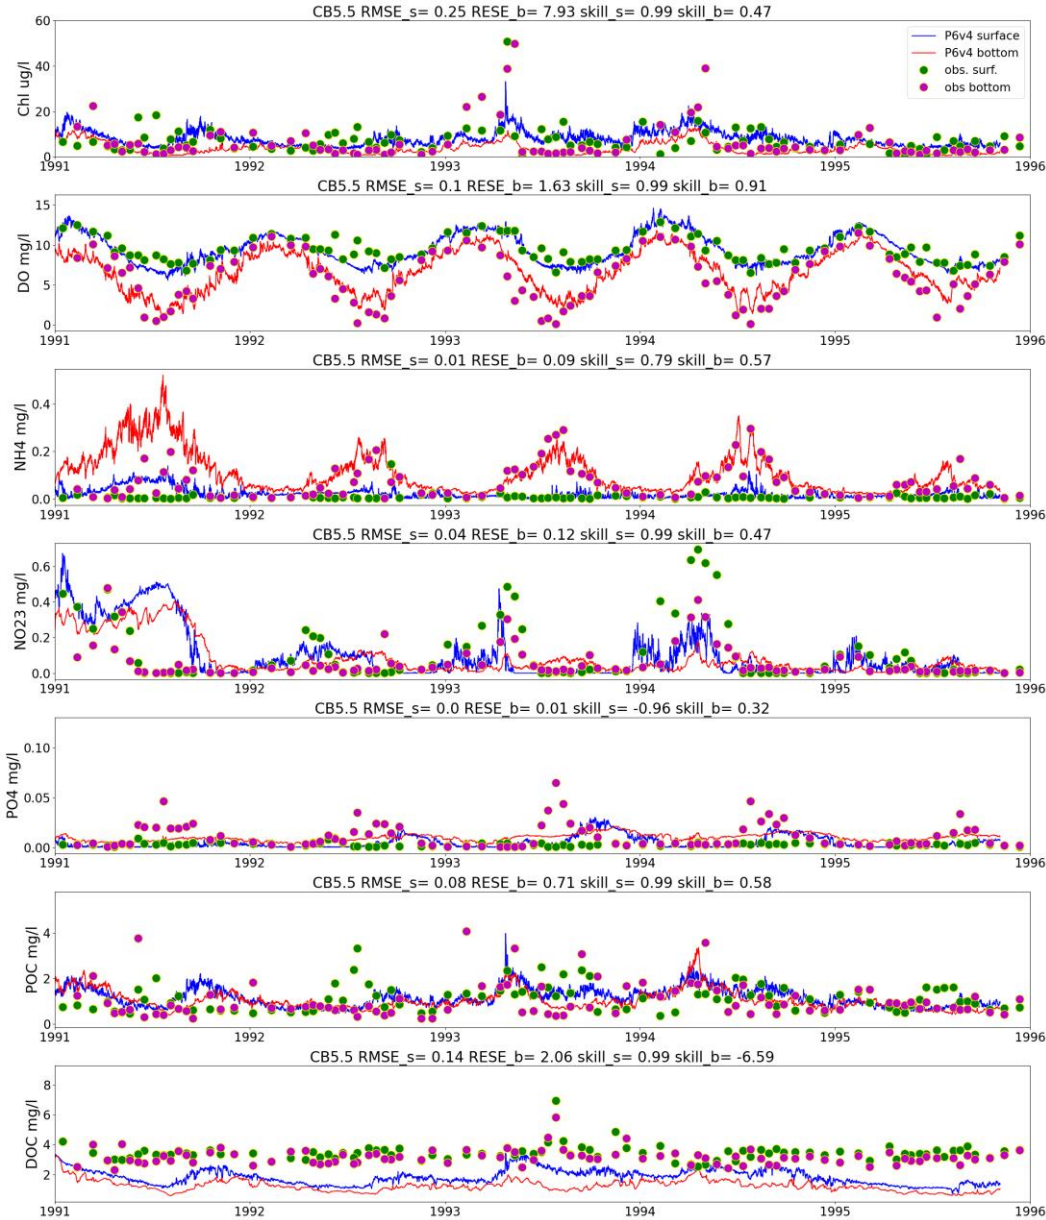 CB5.5 RMSE_s= 0.25 RESE_b= 7.93 skill_s= 0.99 skill_b= 0.47
Chl ug/l
60
40
20
0
P6v4 surface
P6v4 bottom
obs. surf.
obs bottom
1991 1992 1993 1994 1995 1996
CB5.5 RMSE_s= 0.1 RESE_b= 1.63 skill_s= 0.99 skill_b= 0.91
DO mg/l
15
10
5
0
1991 1992 1993 1994 1995 1996
CB5.5 RMSE_s= 0.01 RESE_b= 0.09 skill_s= 0.79 skill_b= 0.57
NH4 mg/l
0.4
0.2
0.0
1991 1992 1993 1994 1995 1996
CB5.5 RMSE_s= 0.04 RESE_b= 0.12 skill_s= 0.99 skill_b= 0.47
NO23 mg/l
0.6
0.4
0.2
0.0
1991 1992 1993 1994 1995 1996
CB5.5 RMSE_s= 0.0 RESE_b= 0.01 skill_s= -0.96 skill_b= 0.32
PO4 mg/l
0.10
0.05
0.00
1991 1992 1993 1994 1995 1996
CB5.5 RMSE_s= 0.08 RESE_b= 0.71 skill_s= 0.99 skill_b= 0.58
POC mg/l
4
2
0
1991 1992 1993 1994 1995 1996
CB5.5 RMSE_s= 0.14 RESE_b= 2.06 skill_s= 0.99 skill_b= -6.59
DOC mg/l
8
6
4
2
1991 1992 1993 1994 1995 1996